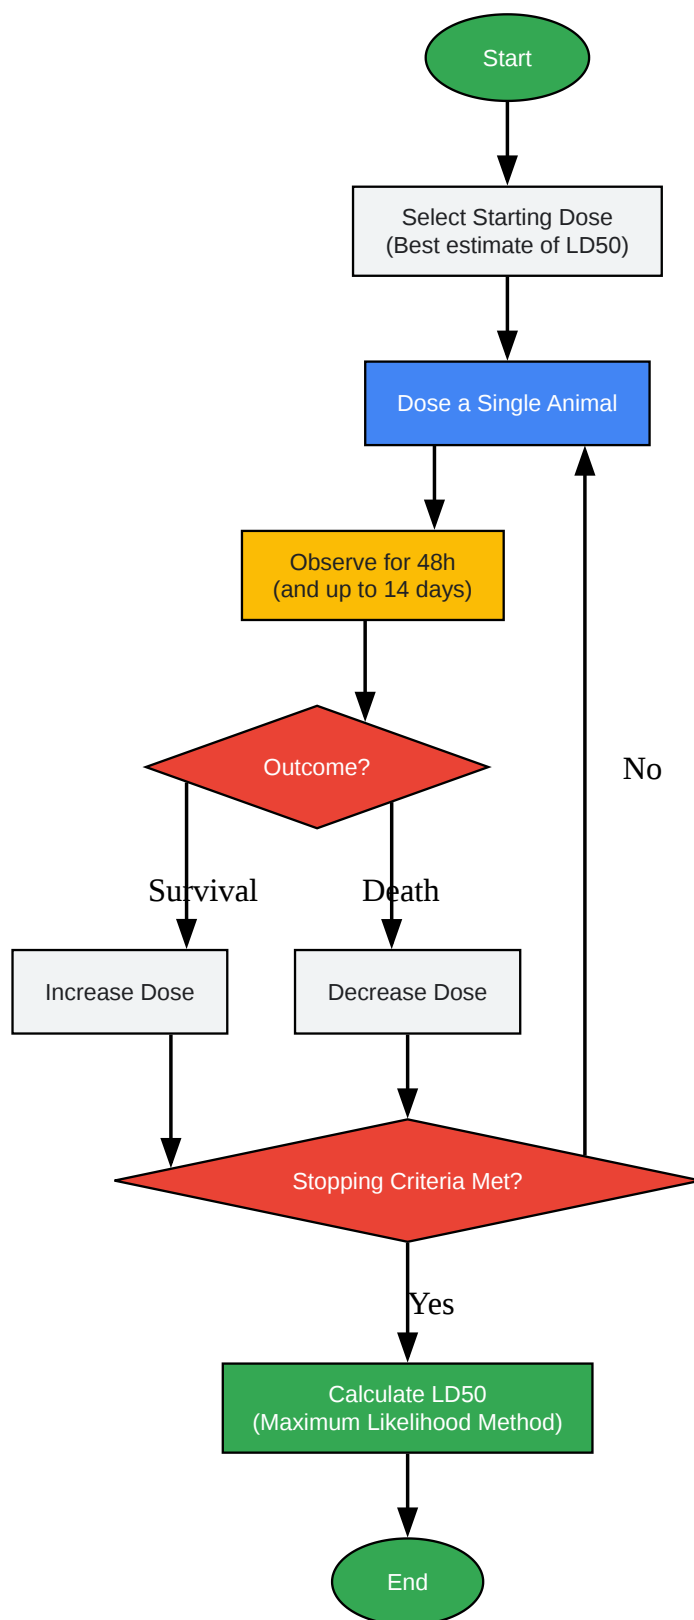 Start
Select Starting Dose
(Best estimate of LD50)
Dose a Single Animal
Observe for 48h
(and up to 14 days)
Outcome?
No
Survival
Death
Increase Dose
Decrease Dose
Stopping Criteria Met?
Yes
Calculate LD50
(Maximum Likelihood Method)
End